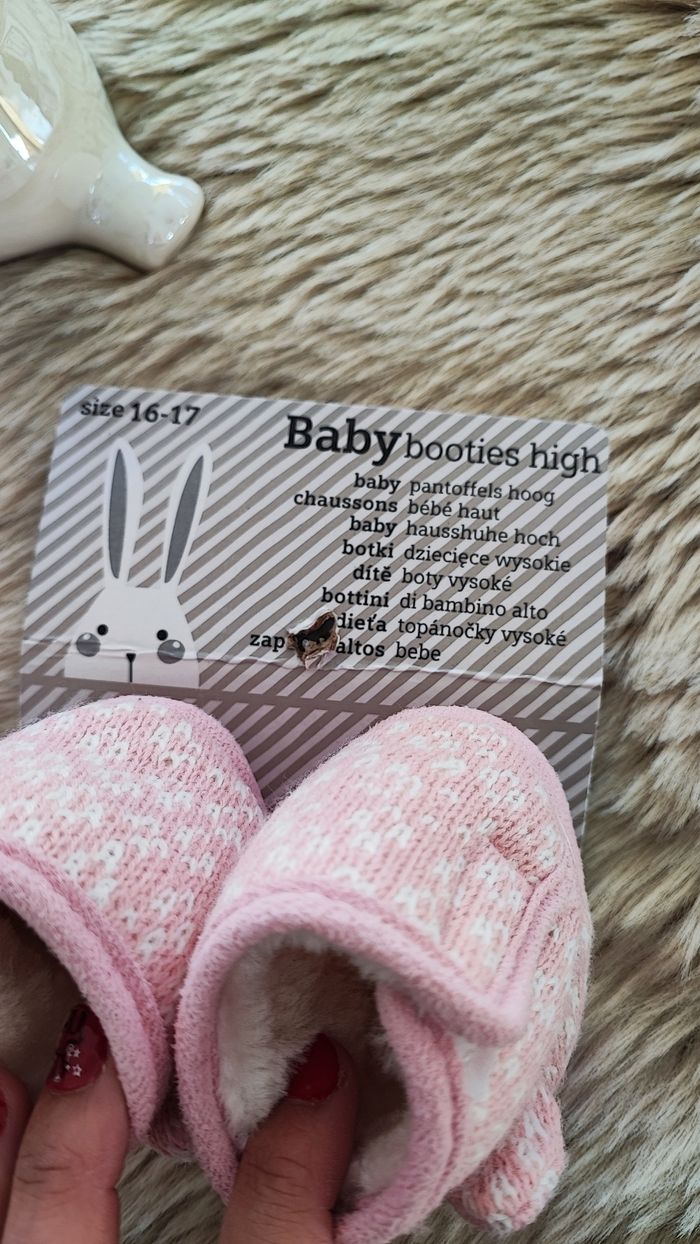 size 16-17
Baby booties high
baby pantoffels hoog
chaussons bébé haut
baby hausshuhe hoch
botki dziecięce wysokie
dítě boty vysoké
bottini di bambino alto
dieťa topánočky vysoké
zap altos bebe